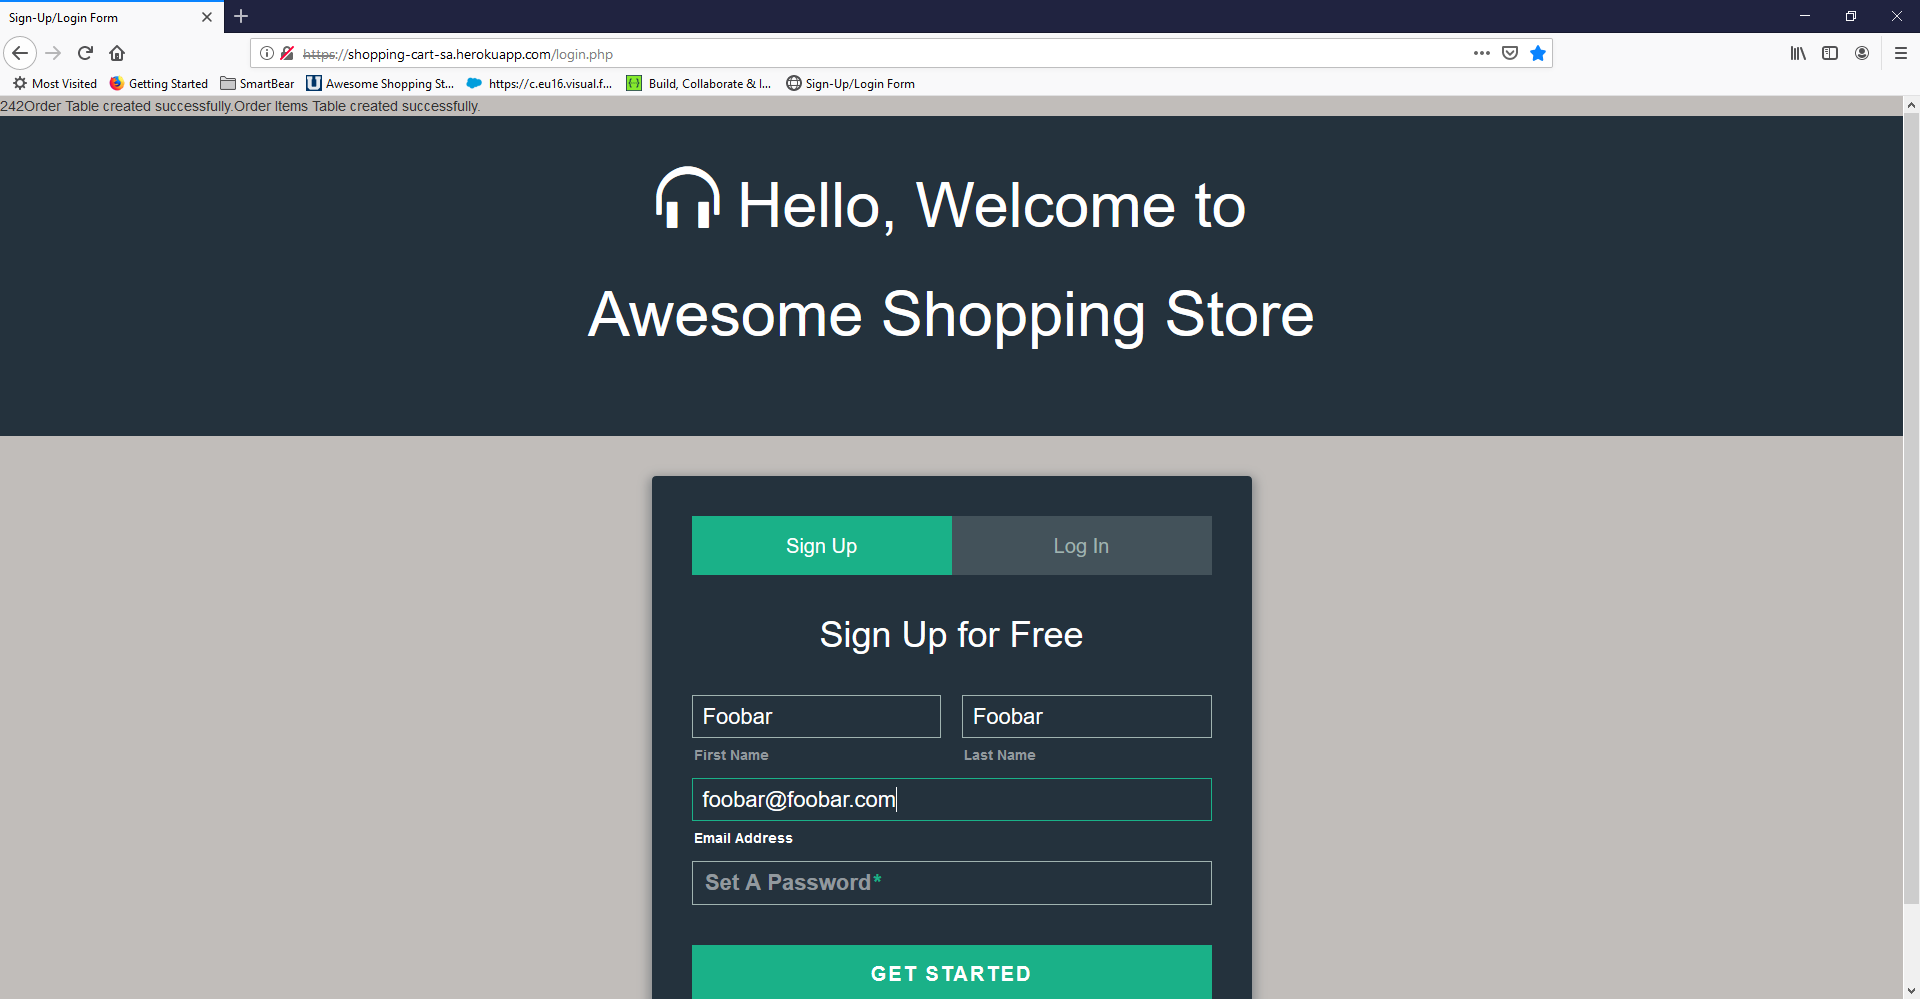 Sign-Up/Login Form
https://shopping-cart-sa.herokuapp.com/login.php
Most Visited Getting Started SmartBear Awesome Shopping St... https://c.eu16.visual.f... Build, Collaborate & I... Sign-Up/Login Form
242Order Table created successfully.Order Items Table created successfully.
Hello, Welcome to
Awesome Shopping Store
Sign Up Log In
Sign Up for Free
Foobar Foobar
First Name Last Name
foobar@foobar.com
Email Address
Set A Password*
GET STARTED